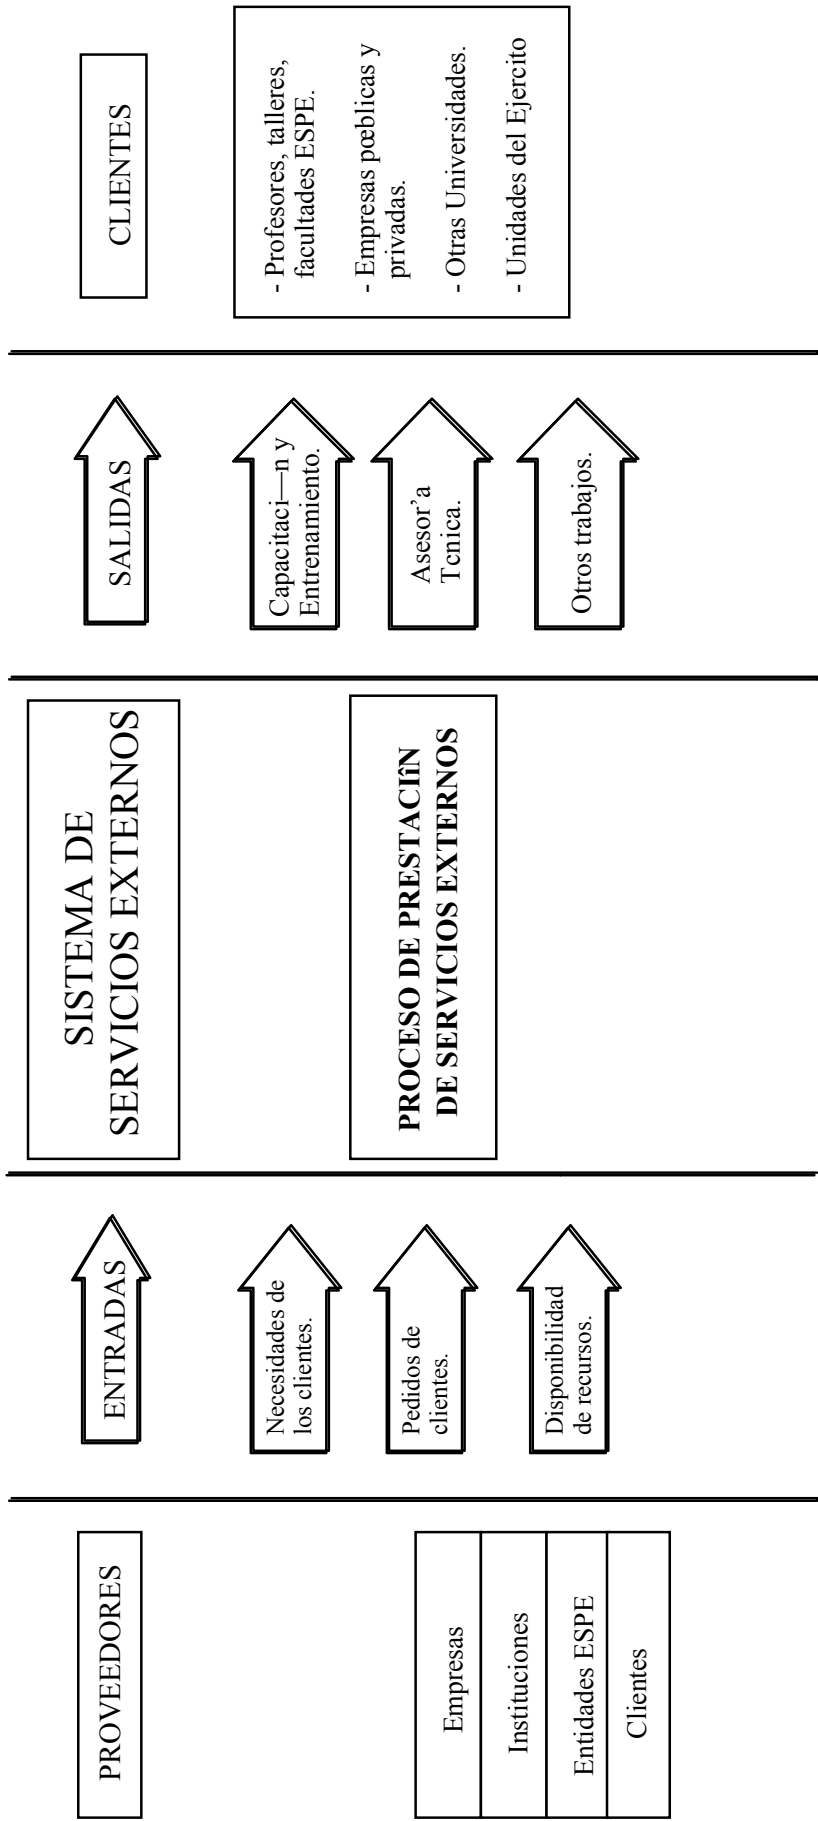 PROVEEDORES
Empresas
Instituciones
Entidades ESPE
Clientes
ENTRADAS
Necesidades de
los clientes.
Pedidos de
clientes.
Disponibilidad
de recursos.
SISTEMA DE
SERVICIOS EXTERNOS
PROCESO DE PRESTACIîN
DE SERVICIOS EXTERNOS
SALIDAS
Capacitaci—n y
Entrenamiento.
Asesor’a
Tcnica.
Otros trabajos.
CLIENTES
- Profesores, talleres,
facultades ESPE.
- Empresas pœblicas y
privadas.
- Otras Universidades.
- Unidades del Ejercito